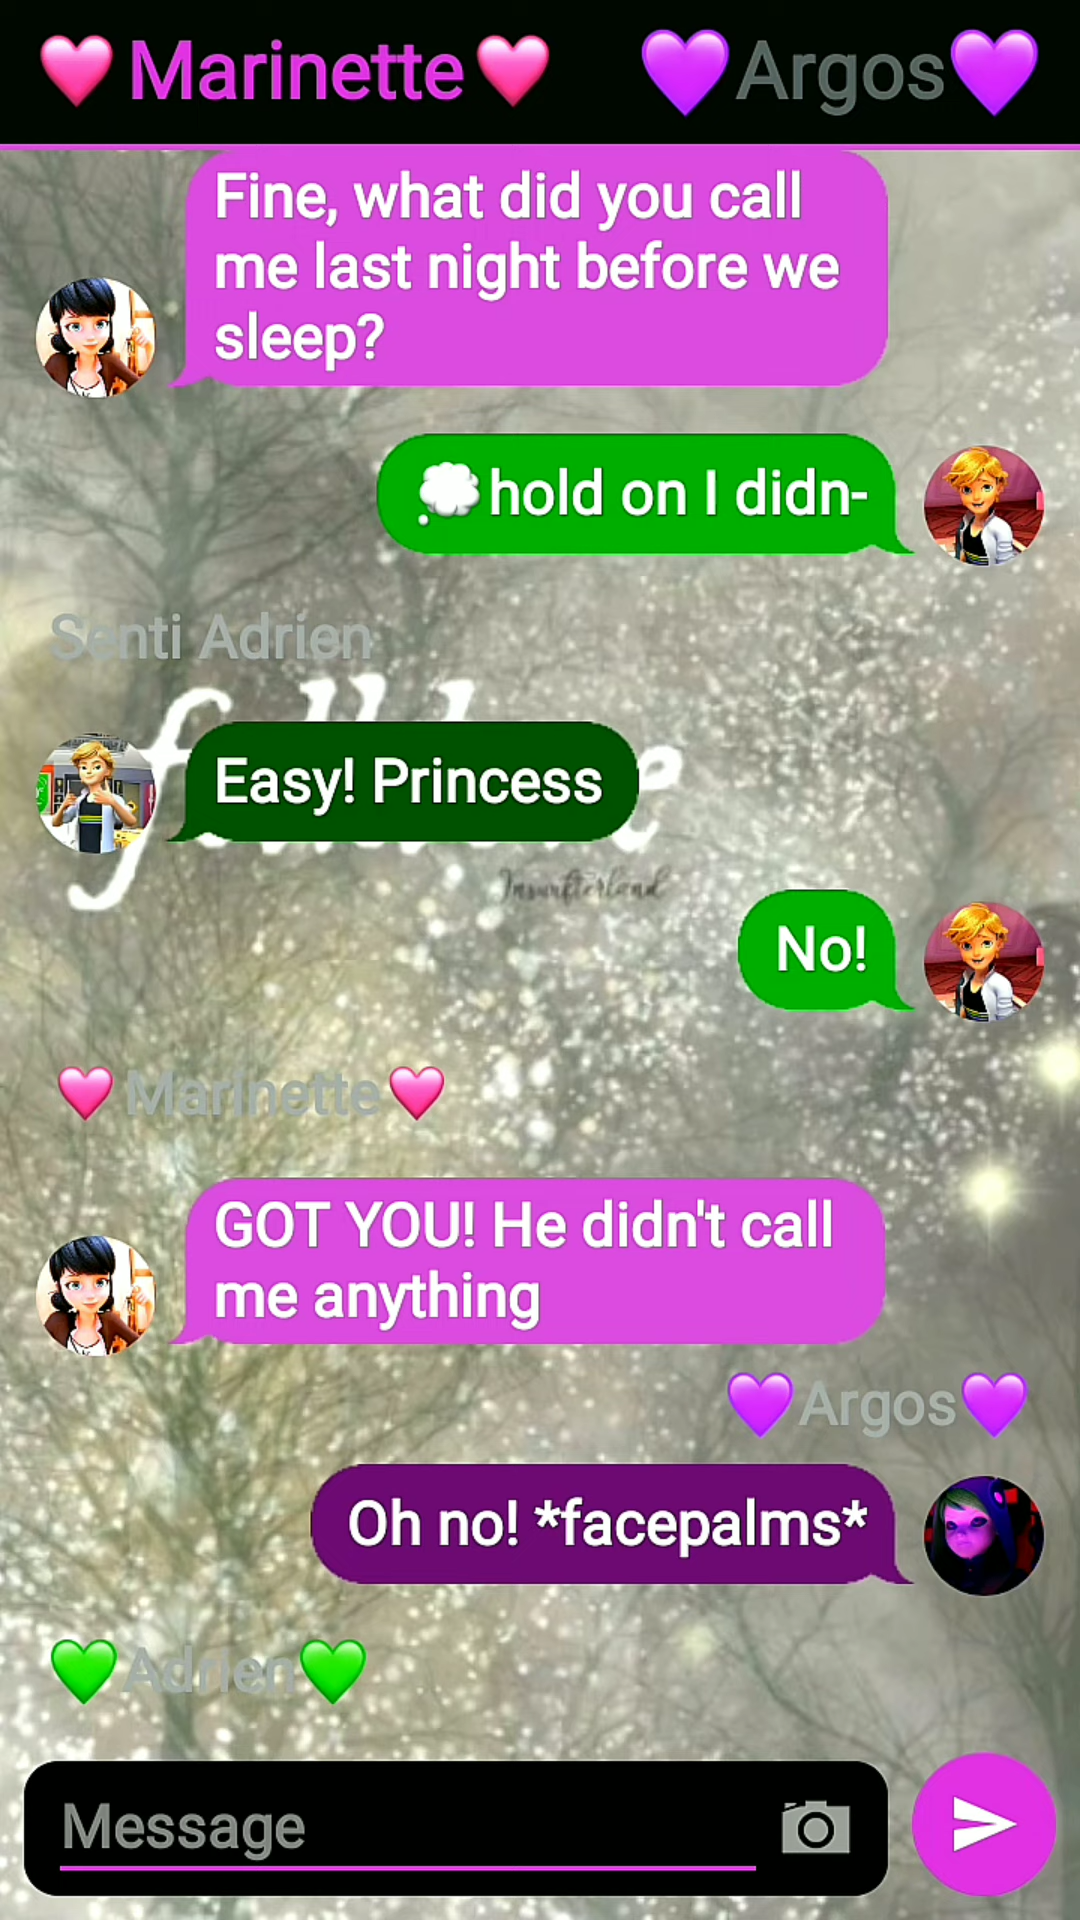 🩷Marinette🩷 💜Argos💜
Fine, what did you call
me last night before we
sleep?
💭hold on I didn-
Senti Adrien
Easy! Princess
No!
🩷Marinette🩷
GOT YOU! He didn't call
me anything
💜Argos💜
Oh no! *facepalms*
💚Adrien💚
Message